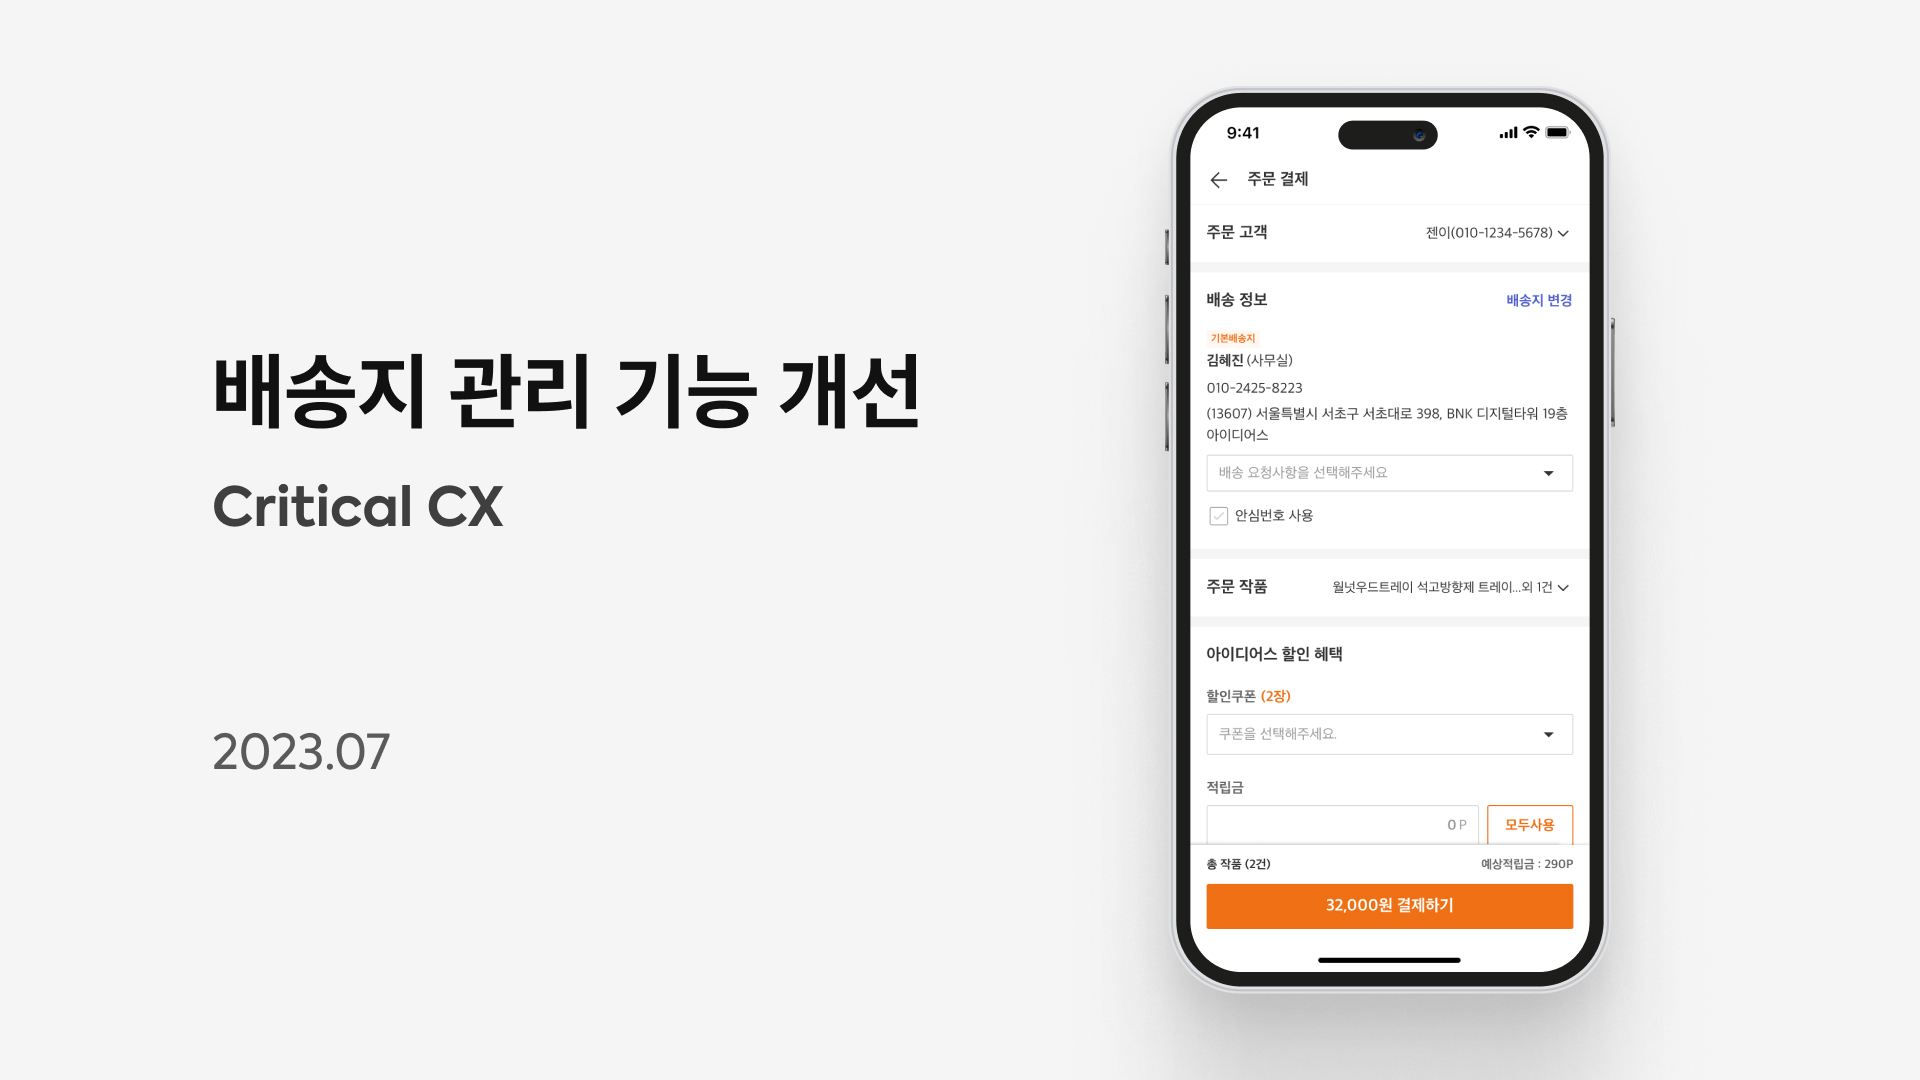 배송지 관리 기능 개선
Critical CX
2023.07
9:41
주문 결제
주문 고객
젠이(010-1234-5678)
배송 정보
배송지 변경
기본배송지
김혜진 (사무실)
010-2425-8223
(13607) 서울특별시 서초구 서초대로 398, BNK 디지털타워 19층
아이디어스
배송 요청사항을 선택해주세요
안심번호 사용
주문 작품
월넛우드트레이 석고방향제 트레이...외 1건
아이디어스 할인 혜택
할인쿠폰 (2장)
쿠폰을 선택해주세요.
적립금
0 P
모두사용
총 작품 (2건)
예상적립금 : 290P
32,000원 결제하기